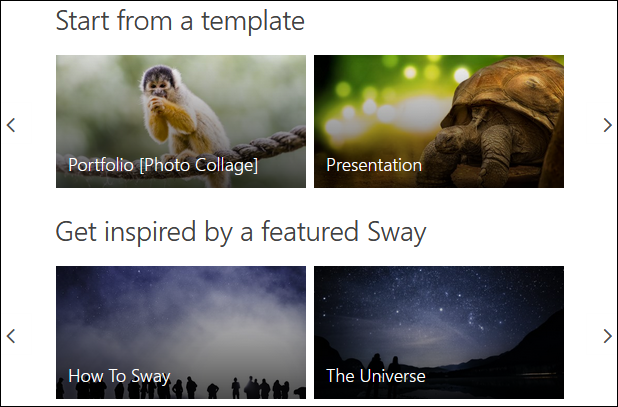 Start from a template
Portfolio [Photo Collage]
Presentation
Get inspired by a featured Sway
How To Sway
The Universe